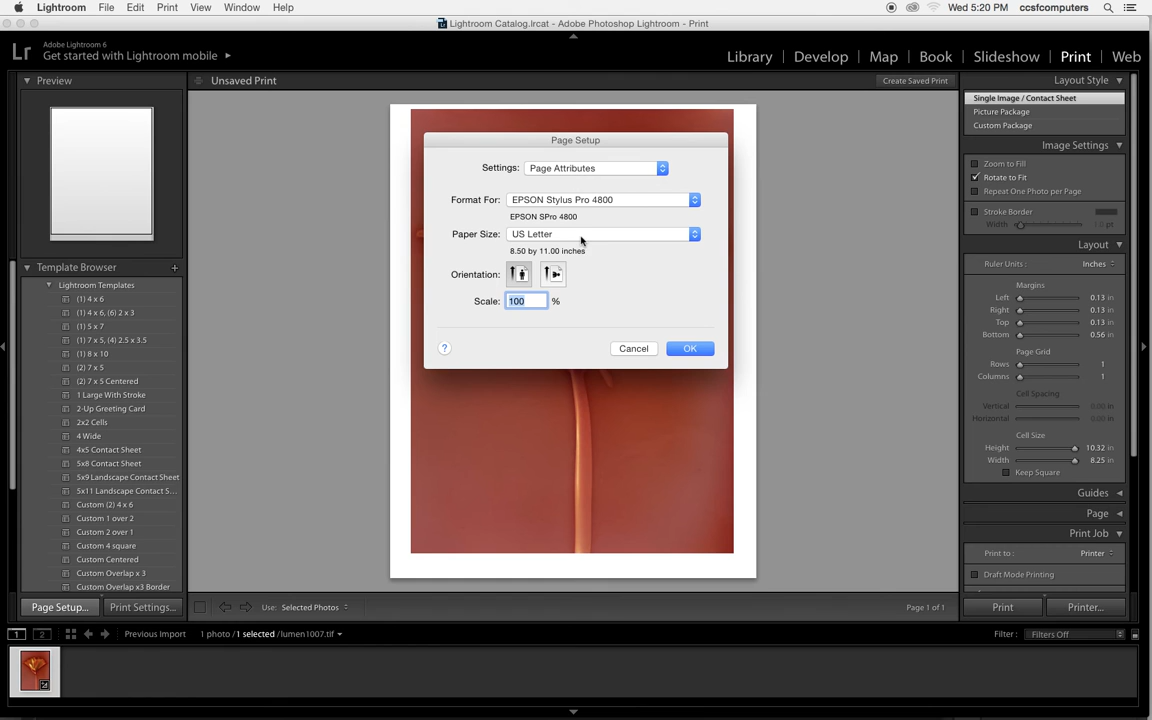 Lightroom File Edit Print View Window Help Wed 5:20 PM ccsfcomputers
Lightroom Catalog.lrcat - Adobe Photoshop Lightroom - Print
Lr Adobe Lightroom 6
Get started with Lightroom mobile
Library | Develop | Map | Book | Slideshow | Print | Web
Preview
Unsaved Print
Create Saved Print
Layout Style
Single Image / Contact Sheet
Picture Package
Custom Package
Image Settings
Zoom to Fill
Rotate to Fit
Repeat One Photo per Page
Stroke Border
Width 1.0 pt
Layout
Ruler Units: Inches
Margins
Left 0.13 in
Right 0.13 in
Top 0.13 in
Bottom 0.56 in
Page Grid
Rows 1
Columns 1
Cell Spacing
Vertical 0.00 in
Horizontal 0.00 in
Cell Size
Height 10.32 in
Width 8.25 in
Keep Square
Guides
Page
Print Job
Print to: Printer
Draft Mode Printing
Print Printer...
Page Setup
Settings: Page Attributes
Format For: EPSON Stylus Pro 4800
EPSON SPro 4800
Paper Size: US Letter
8.50 by 11.00 inches
Orientation:
Scale: 100 %
? Cancel OK
Template Browser +
Lightroom Templates
(1) 4 x 6
(1) 4 x 6, (6) 2 x 3
(1) 5 x 7
(1) 7 x 5, (4) 2.5 x 3.5
(1) 8 x 10
(2) 7 x 5
(2) 7 x 5 Centered
1 Large With Stroke
2-Up Greeting Card
2x2 Cells
4 Wide
4x5 Contact Sheet
5x8 Contact Sheet
5x9 Landscape Contact Sheet
5x11 Landscape Contact S...
Custom (2) 4 x 6
Custom 1 over 2
Custom 2 over 1
Custom 4 square
Custom Centered
Custom Overlap x 3
Custom Overlap x3 Border
Page Setup... Print Settings...
Use: Selected Photos
Page 1 of 1
1 2 Previous Import 1 photo / 1 selected / lumen1007.tif
Filter : Filters Off